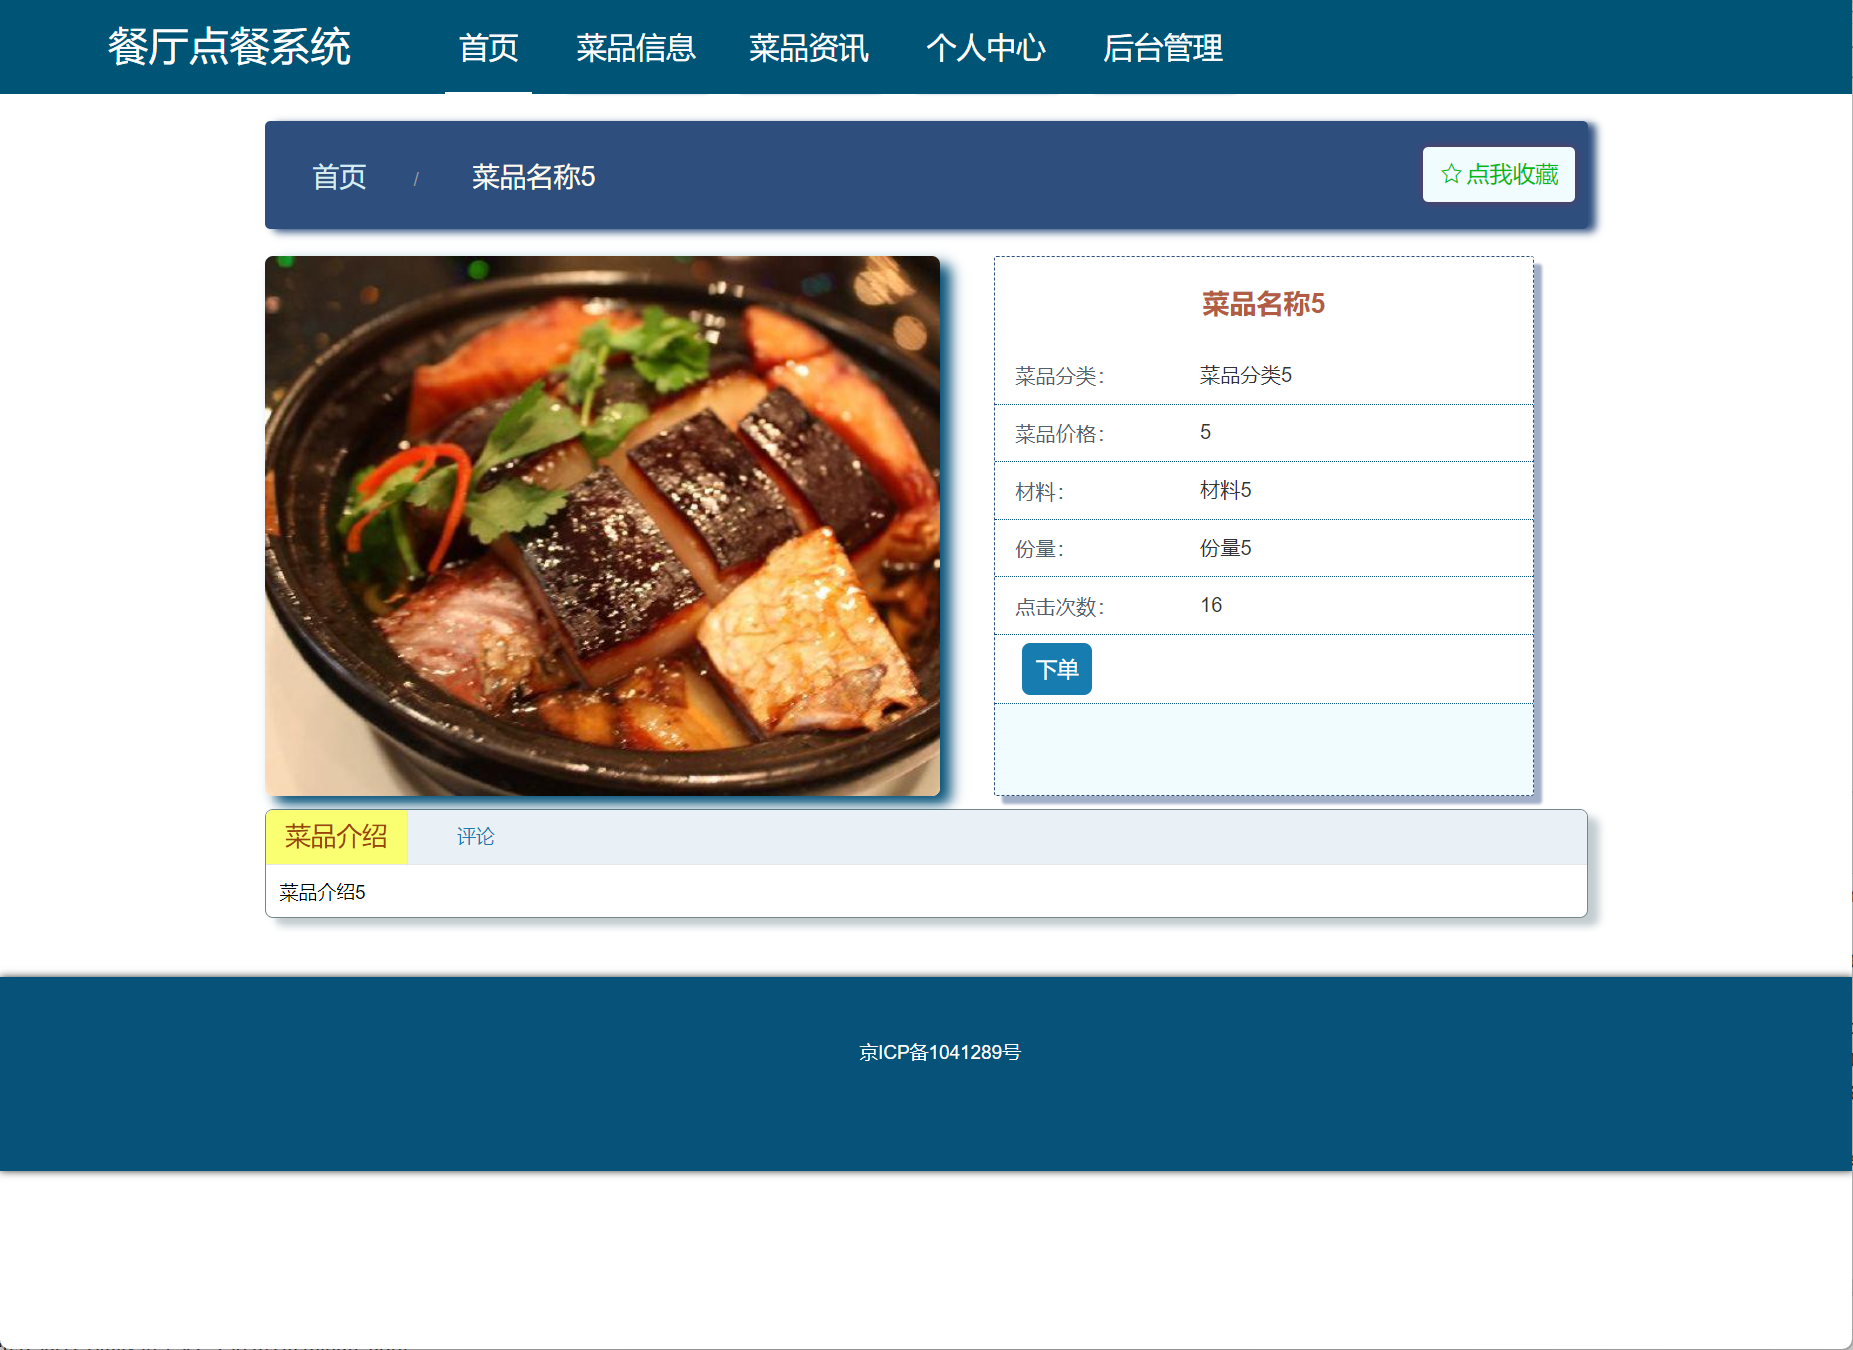 餐厅点餐系统 首页 菜品信息 菜品资讯 个人中心 后台管理
首页 / 菜品名称5 ☆ 点我收藏
菜品名称5
菜品分类： 菜品分类5
菜品价格： 5
材料： 材料5
份量： 份量5
点击次数： 16
下单
菜品介绍 评论
菜品介绍5
京ICP备1041289号